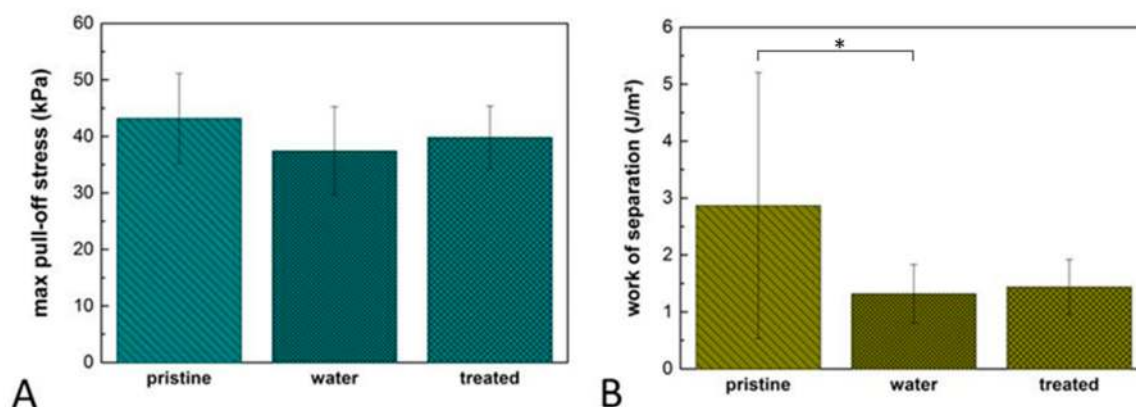 60
50
40
30
20
10
0
max pull-off stress (kPa)
pristine
water
treated
A
6
5
4
3
2
1
0
work of separation (J/m²)
*
pristine
water
treated
B